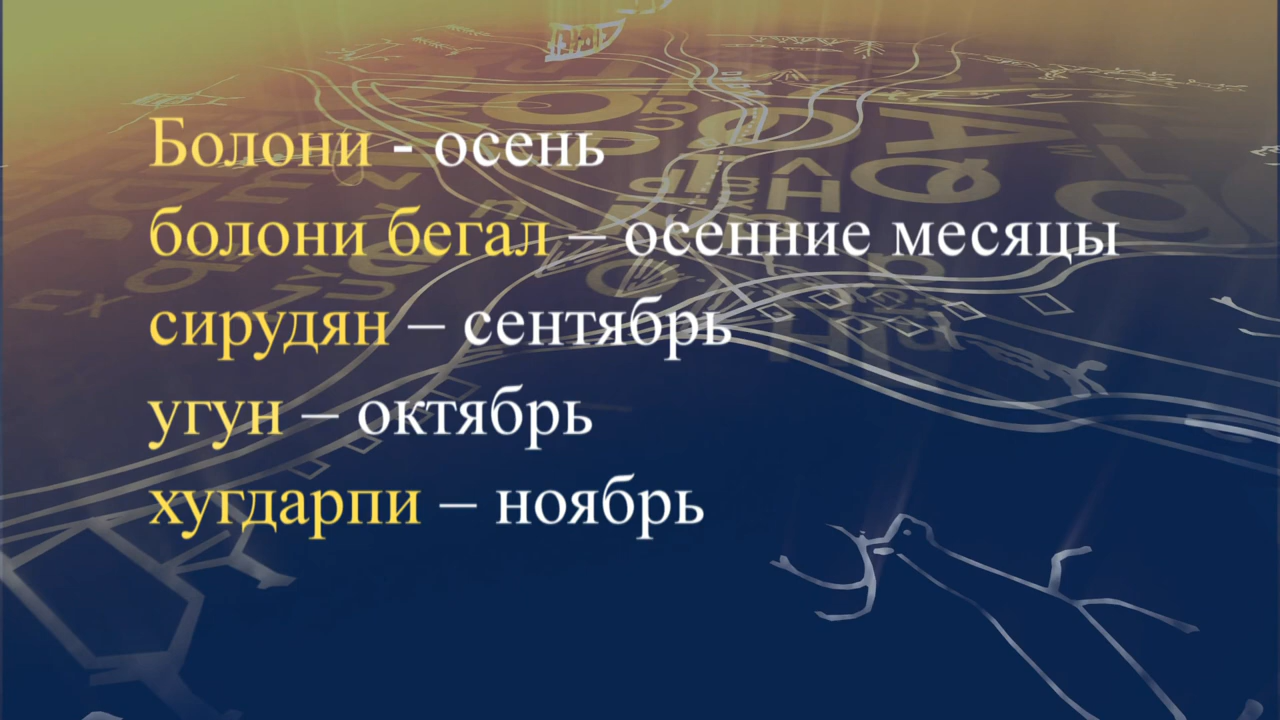 Болони - осень
болони бегал – осенние месяцы
сирудян – сентябрь
угун – октябрь
хугдарпи – ноябрь